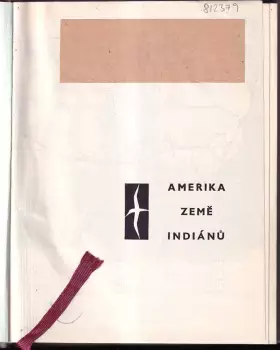 812379
AMERIKA
ZEMĚ
INDIÁNŮ